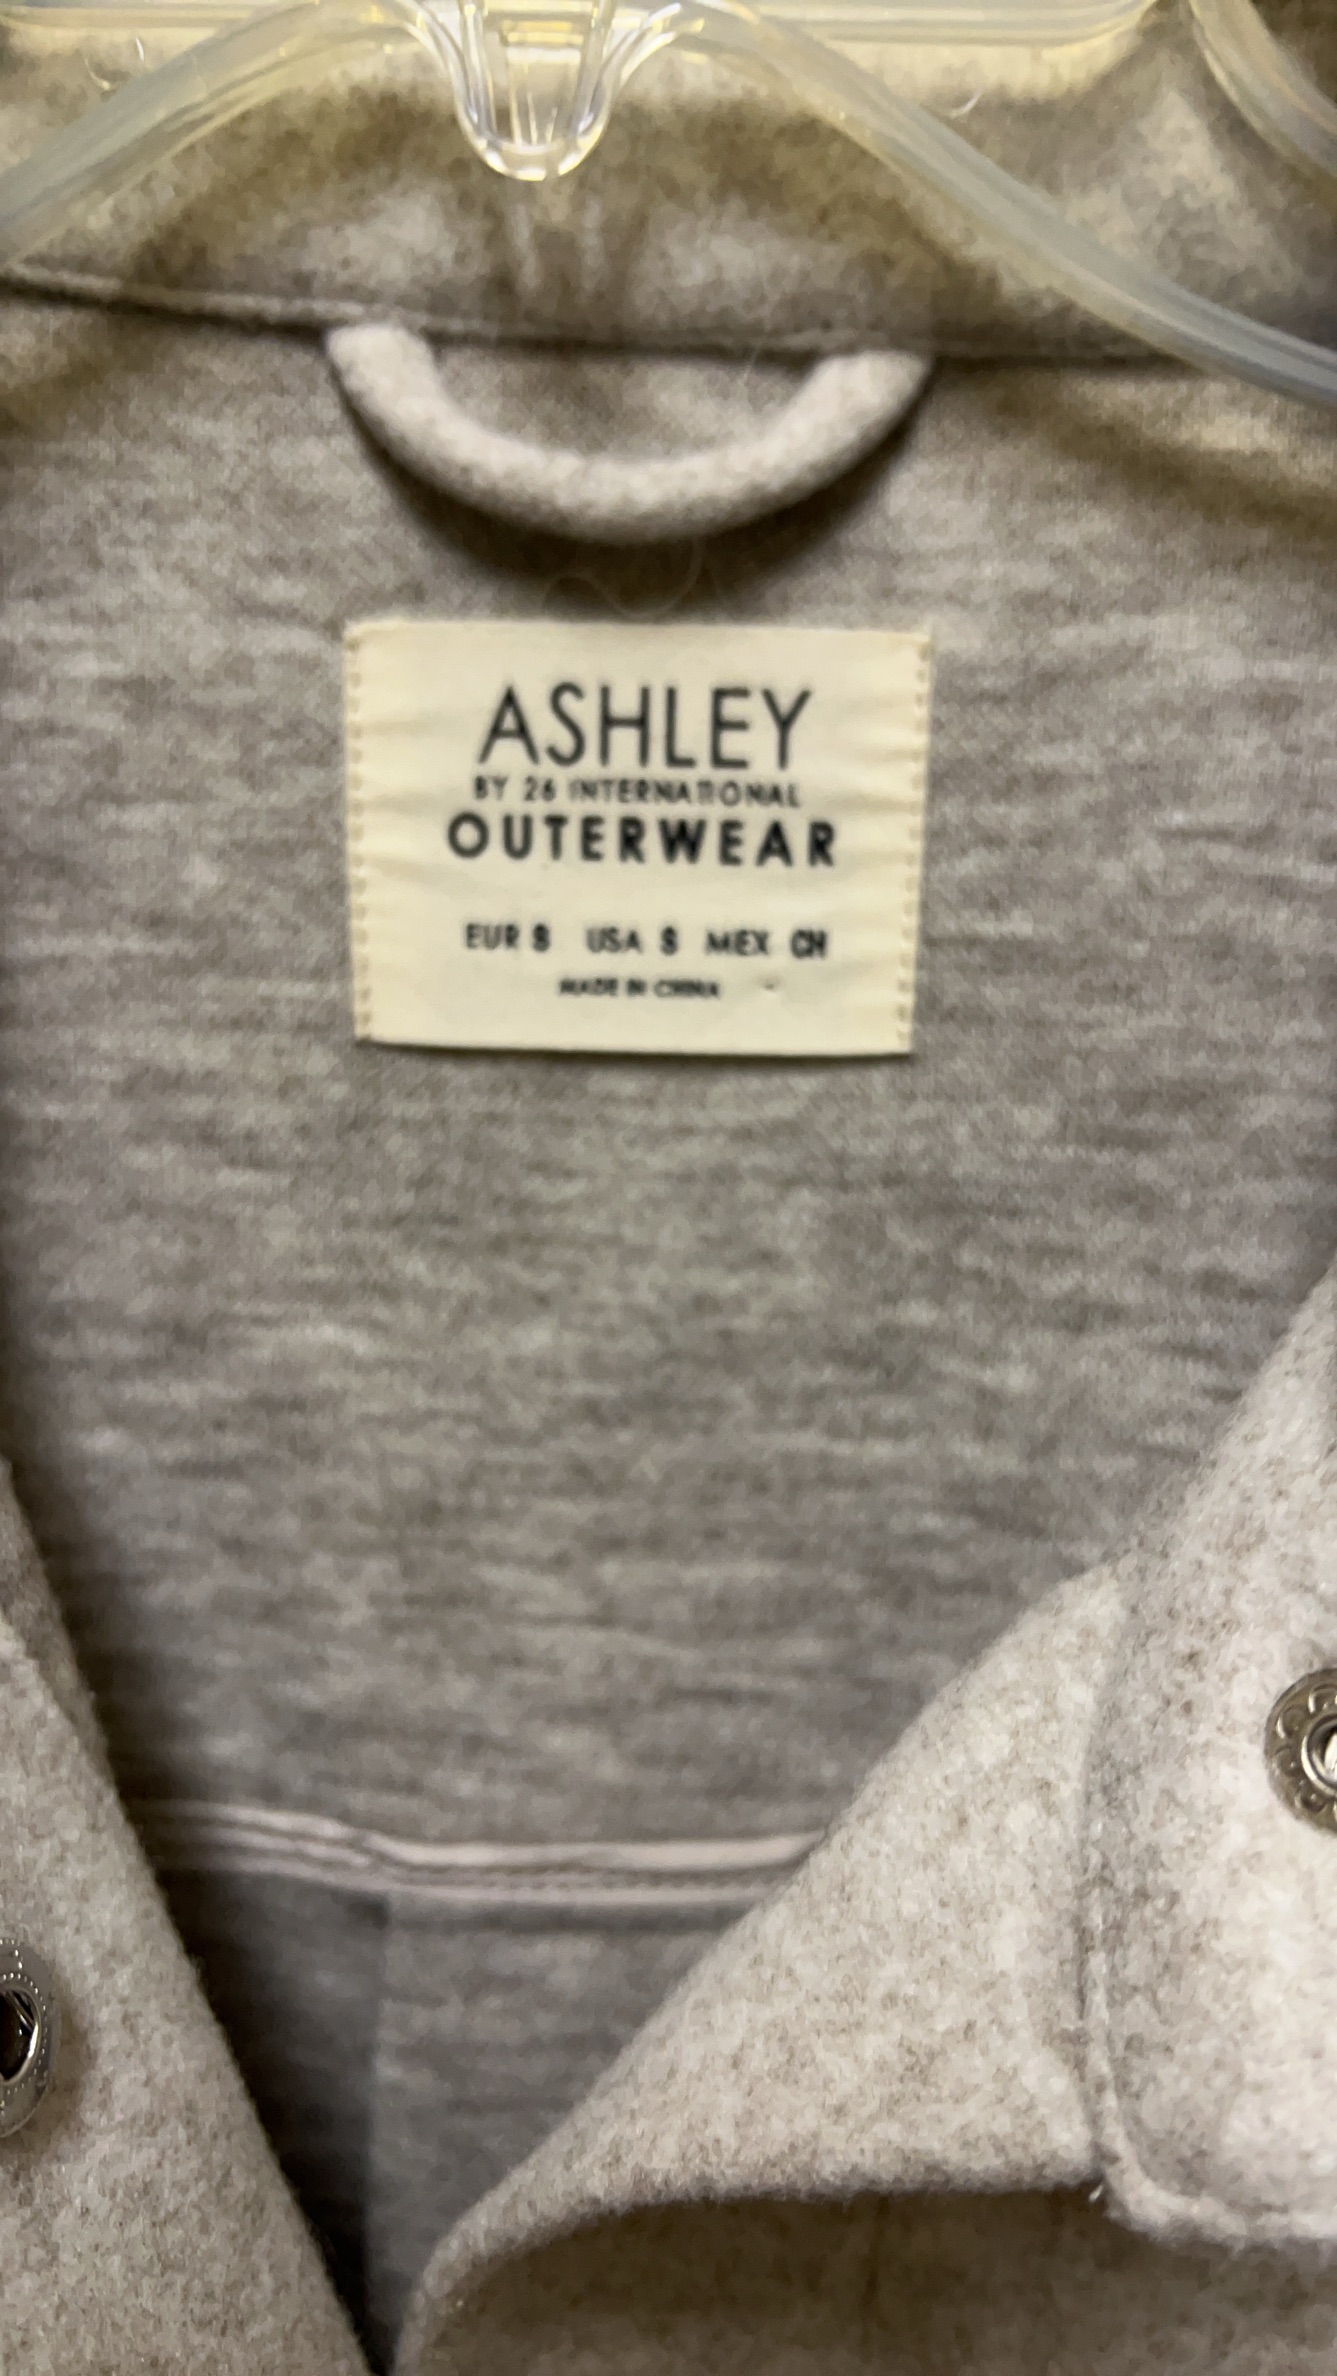 ASHLEY
BY 26 INTERNATIONAL
OUTERWEAR
EUR S USA S MEX CH
MADE IN CHINA